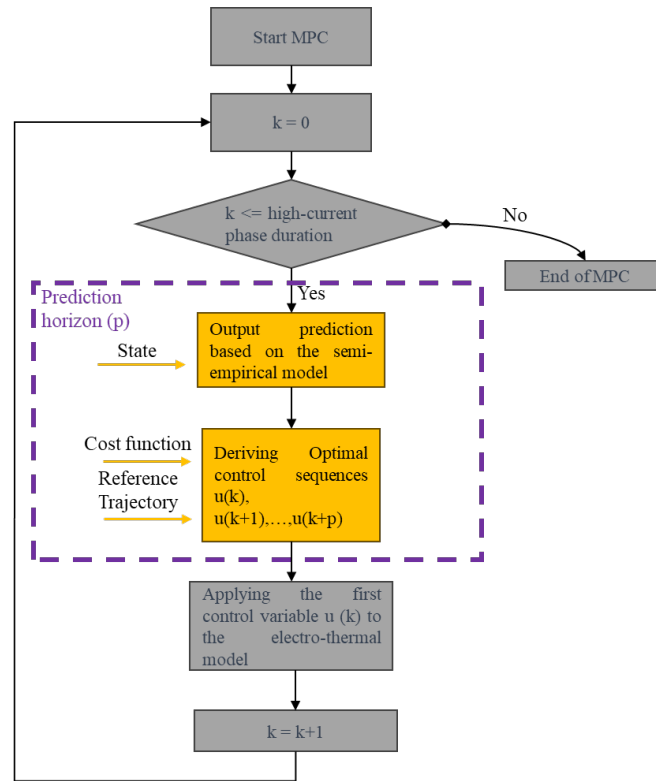 Start MPC
k = 0
k <= high-current
phase duration
No
End of MPC
Yes
Prediction
horizon (p)
Output prediction
based on the semi-
empirical model
State
Cost function
Reference
Trajectory
Deriving Optimal
control sequences
u(k),
u(k+1),…,u(k+p)
Applying the first
control variable u (k) to
the electro-thermal
model
k = k+1